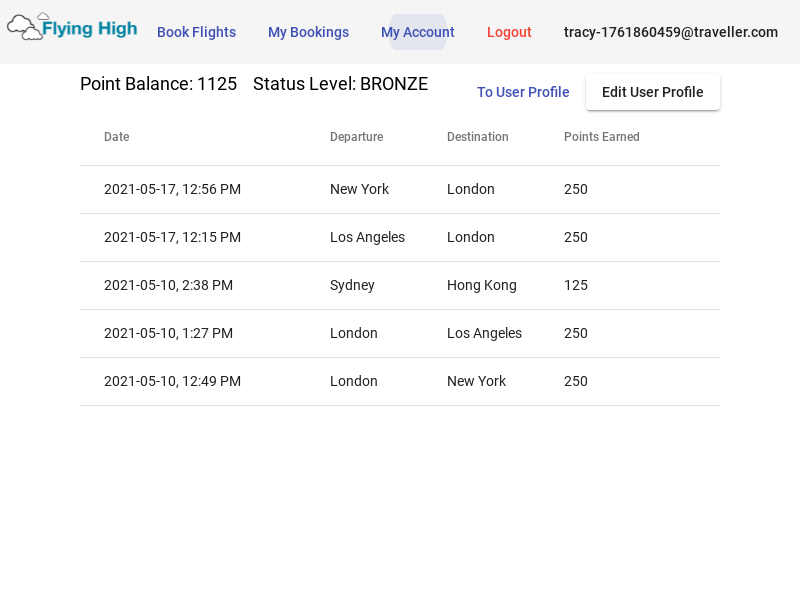 Flying High Book Flights My Bookings My Account Logout tracy-1761860459@traveller.com
Point Balance: 1125 Status Level: BRONZE To User Profile Edit User Profile
Date Departure Destination Points Earned
2021-05-17, 12:56 PM New York London 250
2021-05-17, 12:15 PM Los Angeles London 250
2021-05-10, 2:38 PM Sydney Hong Kong 125
2021-05-10, 1:27 PM London Los Angeles 250
2021-05-10, 12:49 PM London New York 250